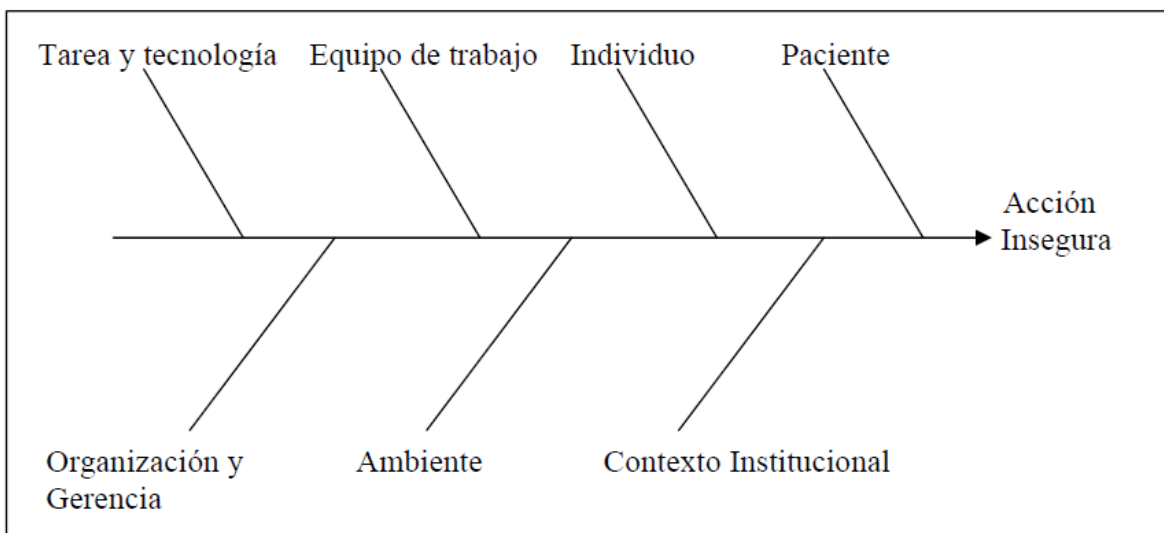 Tarea y tecnología
Equipo de trabajo
Individuo
Paciente
Acción
Insegura
Organización y
Gerencia
Ambiente
Contexto Institucional